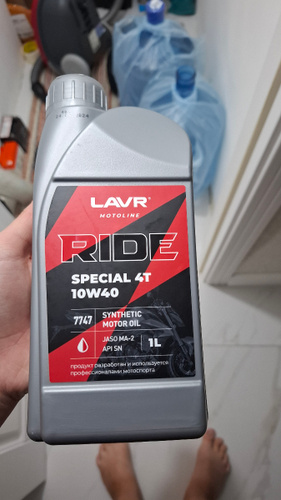 LAVR
MOTOLINE
RIDE
SPECIAL 4T
10W40
7747
SYNTHETIC
MOTOR OIL
JASO MA-2
API SN
1L
продукт разработан и используется
профессионалами мотоспорта